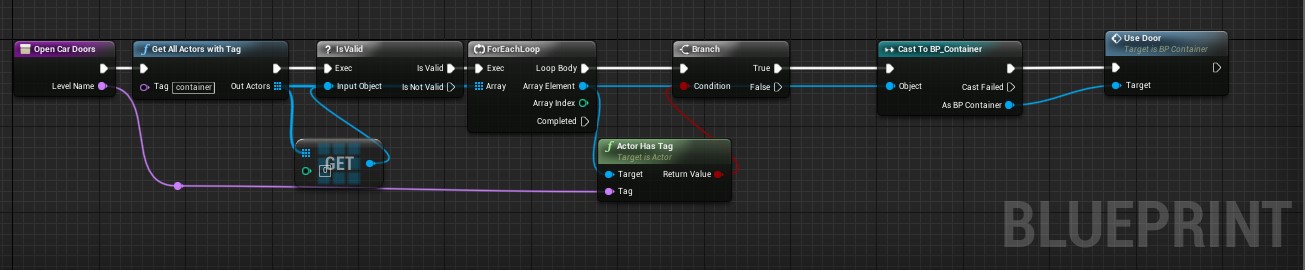 Open Car Doors
Level Name
Get All Actors with Tag
Tag container
Out Actors
? IsValid
Exec Is Valid
Input Object Is Not Valid
GET
0
ForEachLoop
Exec Loop Body
Array Array Element
Array Index
Completed
f Actor Has Tag
Target is Actor
Target Return Value
Tag
Branch
True
Condition False
Cast To BP_Container
Object Cast Failed
As BP Container
Use Door
Target is BP Container
Target
BLUEPRINT